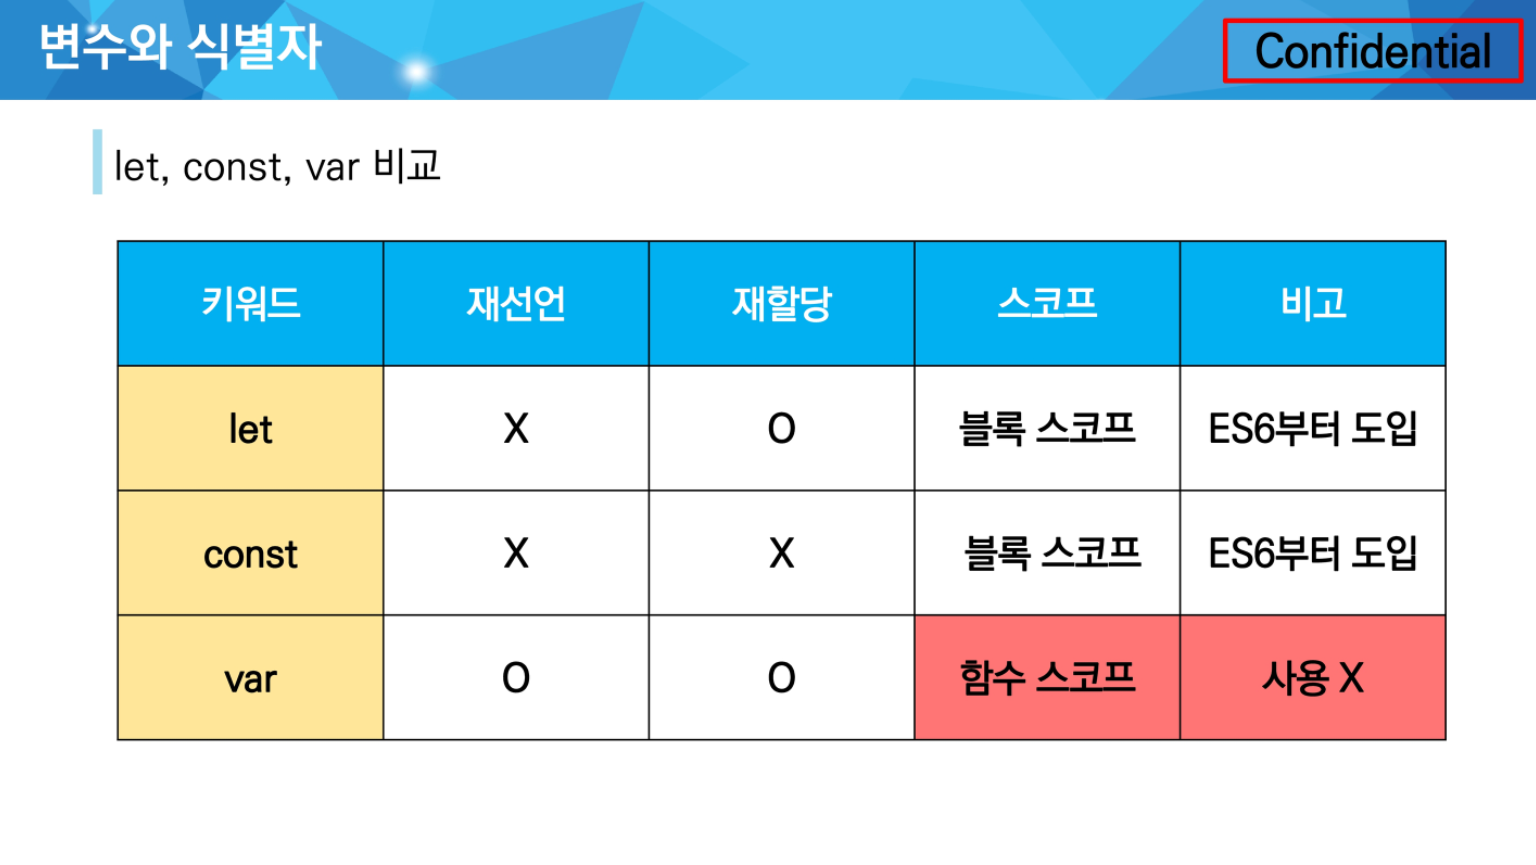 변수와 식별자
Confidential
let, const, var 비교
키워드 재선언 재할당 스코프 비고
let X O 블록 스코프 ES6부터 도입
const X X 블록 스코프 ES6부터 도입
var O O 함수 스코프 사용 X